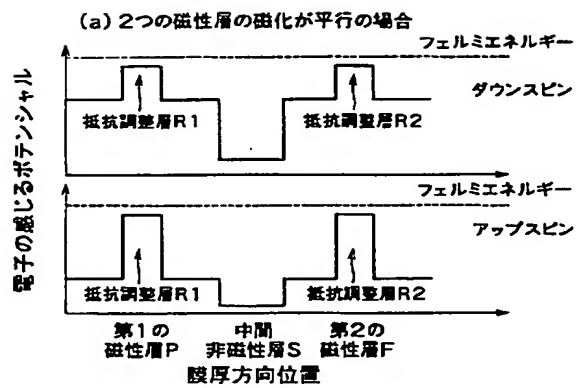 (a) 2つの磁性層の磁化が平行の場合
フェルミエネルギー
ダウンスピン
抵抗調整層R1
抵抗調整層R2
フェルミエネルギー
アップスピン
抵抗調整層R1
抵抗調整層R2
電子の感じるポテンシャル
第1の 中間 第2の
磁性層P 非磁性層S 磁性層F
膜厚方向位置